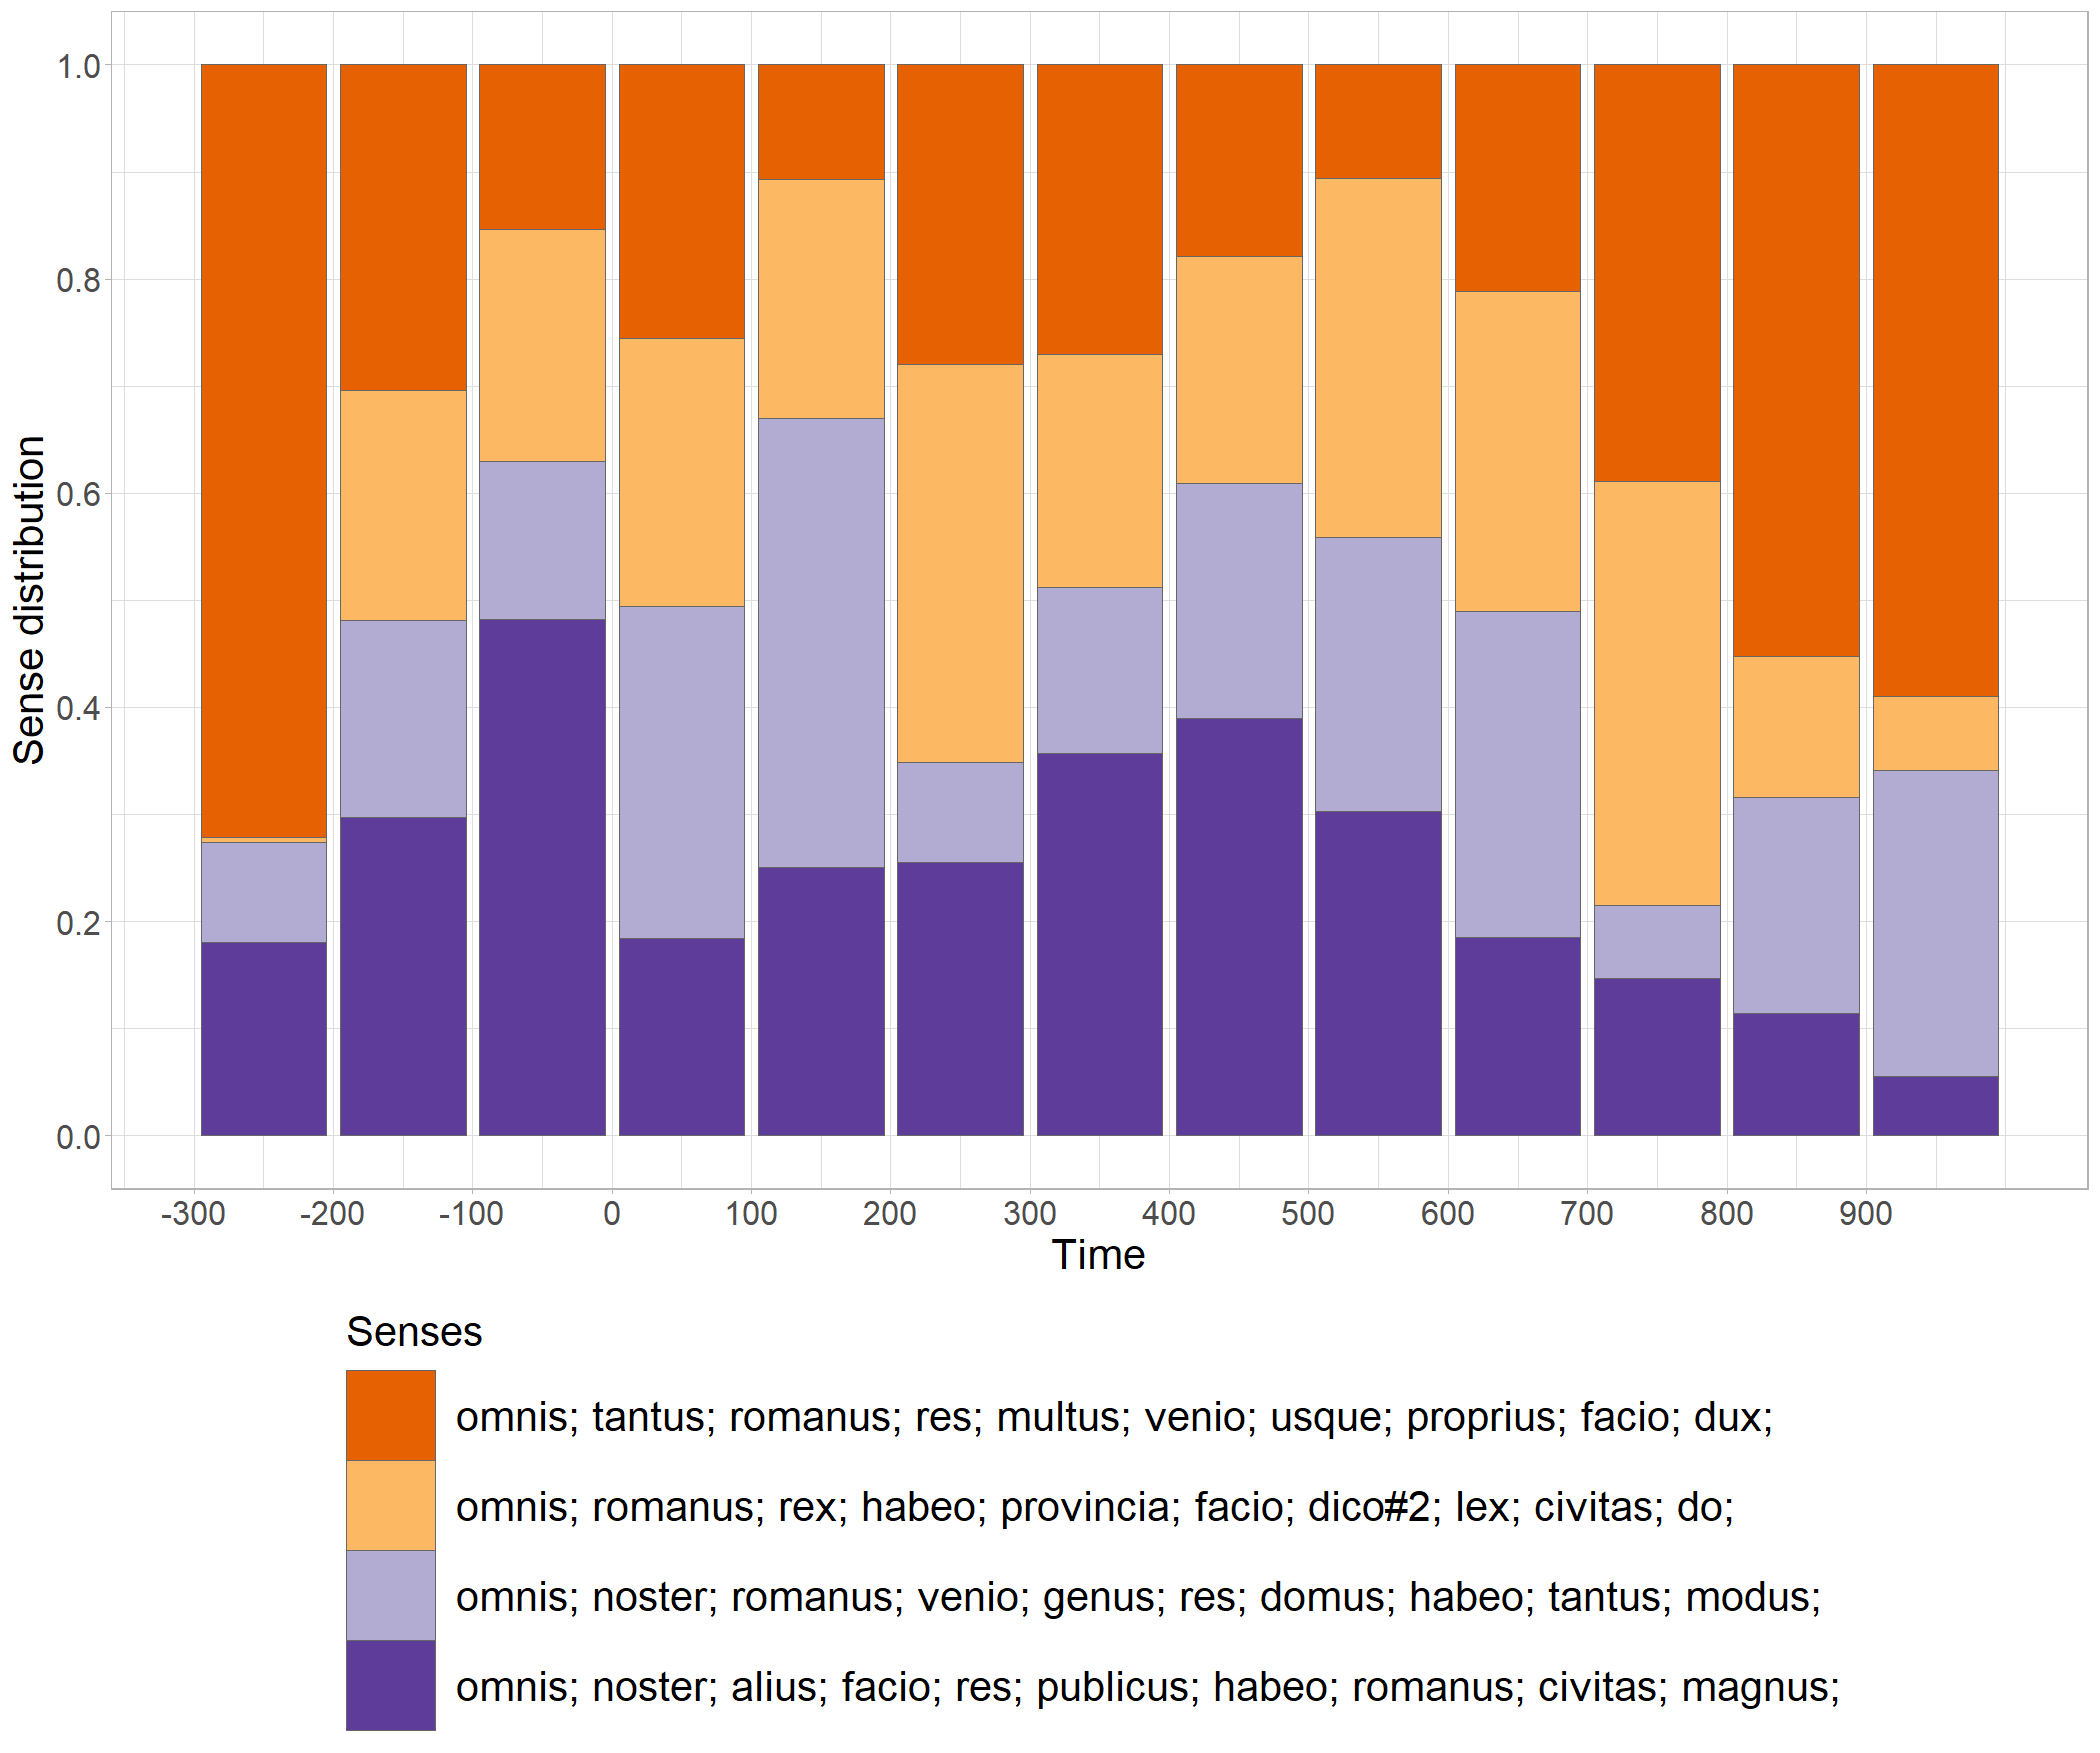 1.0
0.8
0.6
0.4
0.2
0.0
Sense distribution
-300 -200 -100 0 100 200 300 400 500 600 700 800 900
Time
Senses
omnis; tantus; romanus; res; multus; venio; usque; proprius; facio; dux;
omnis; romanus; rex; habeo; provincia; facio; dico#2; lex; civitas; do;
omnis; noster; romanus; venio; genus; res; domus; habeo; tantus; modus;
omnis; noster; alius; facio; res; publicus; habeo; romanus; civitas; magnus;